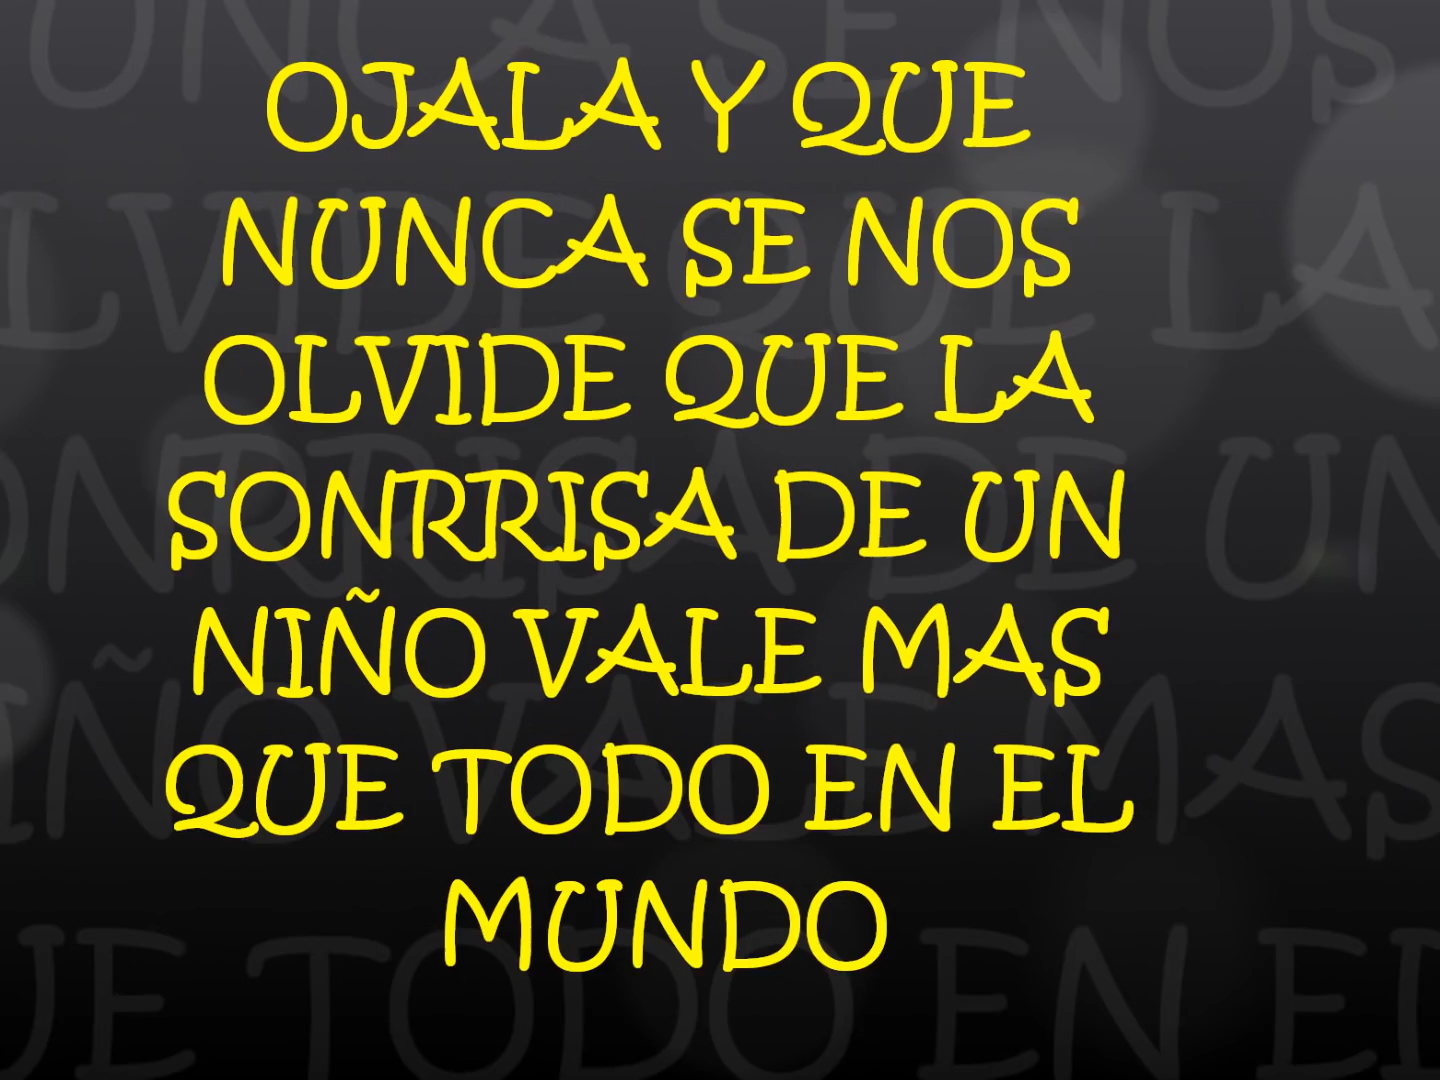 OJALA Y QUE
NUNCA SE NOS
OLVIDE QUE LA
SONRRISA DE UN
NIÑO VALE MAS
QUE TODO EN EL
MUNDO